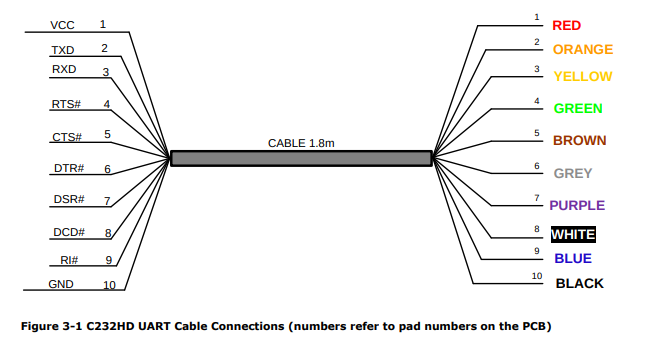 VCC 1
TXD 2
RXD 3
RTS# 4
CTS# 5
DTR# 6
DSR# 7
DCD# 8
RI# 9
GND 10
CABLE 1.8m
1 RED
2 ORANGE
3 YELLOW
4 GREEN
5 BROWN
6 GREY
7 PURPLE
8 WHITE
9 BLUE
10 BLACK
Figure 3-1 C232HD UART Cable Connections (numbers refer to pad numbers on the PCB)